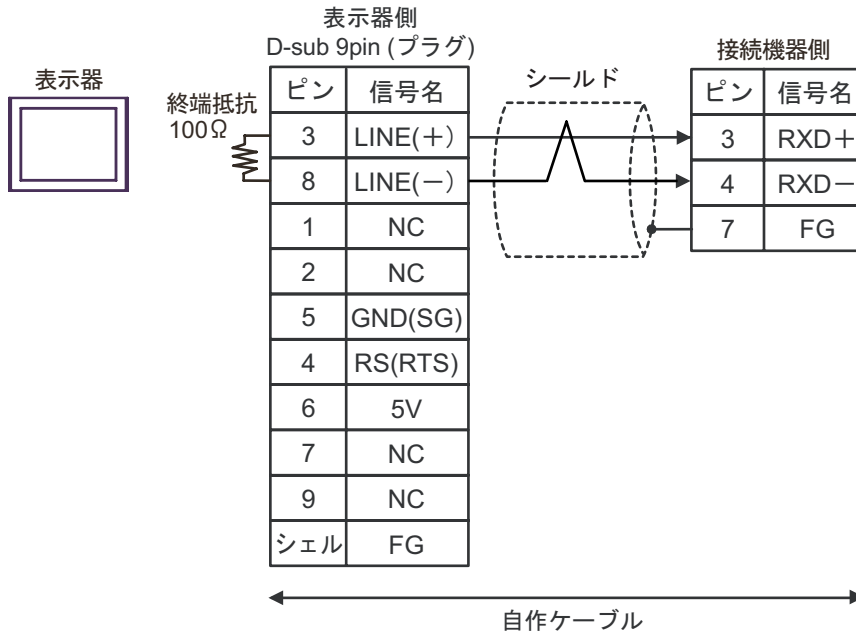 表示器
表示器側
D-sub 9pin (プラグ)
終端抵抗
100Ω
ピン 信号名
3 LINE(+)
8 LINE(-)
1 NC
2 NC
5 GND(SG)
4 RS(RTS)
6 5V
7 NC
9 NC
シェル FG
シールド
接続機器側
ピン 信号名
3 RXD+
4 RXD-
7 FG
自作ケーブル